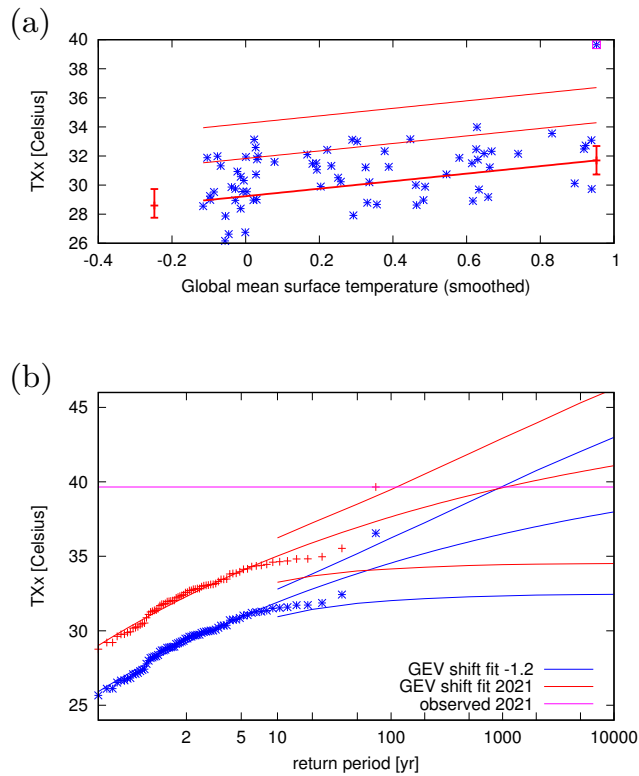 (a)
40
38
36
34
32
30
28
26
TXx [Celsius]
-0.4 -0.2 0 0.2 0.4 0.6 0.8 1
Global mean surface temperature (smoothed)
(b)
45
40
35
30
25
TXx [Celsius]
GEV shift fit -1.2
GEV shift fit 2021
observed 2021
2 5 10 100 1000 10000
return period [yr]